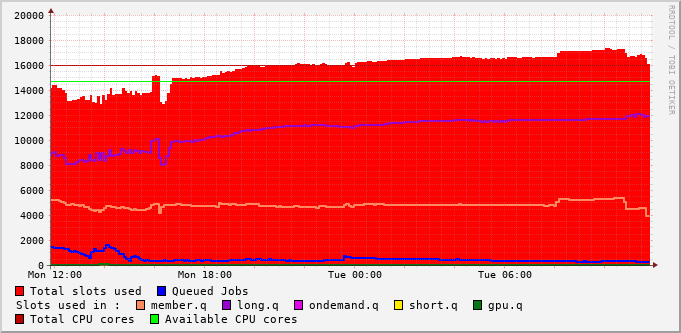 20000
18000
16000
14000
12000
10000
8000
6000
4000
2000
0
Mon 12:00 Mon 18:00 Tue 00:00 Tue 06:00
RRDTOOL / TOBI OETIKER
Total slots used Queued Jobs
Slots used in : member.q long.q ondemand.q short.q gpu.q
Total CPU cores Available CPU cores